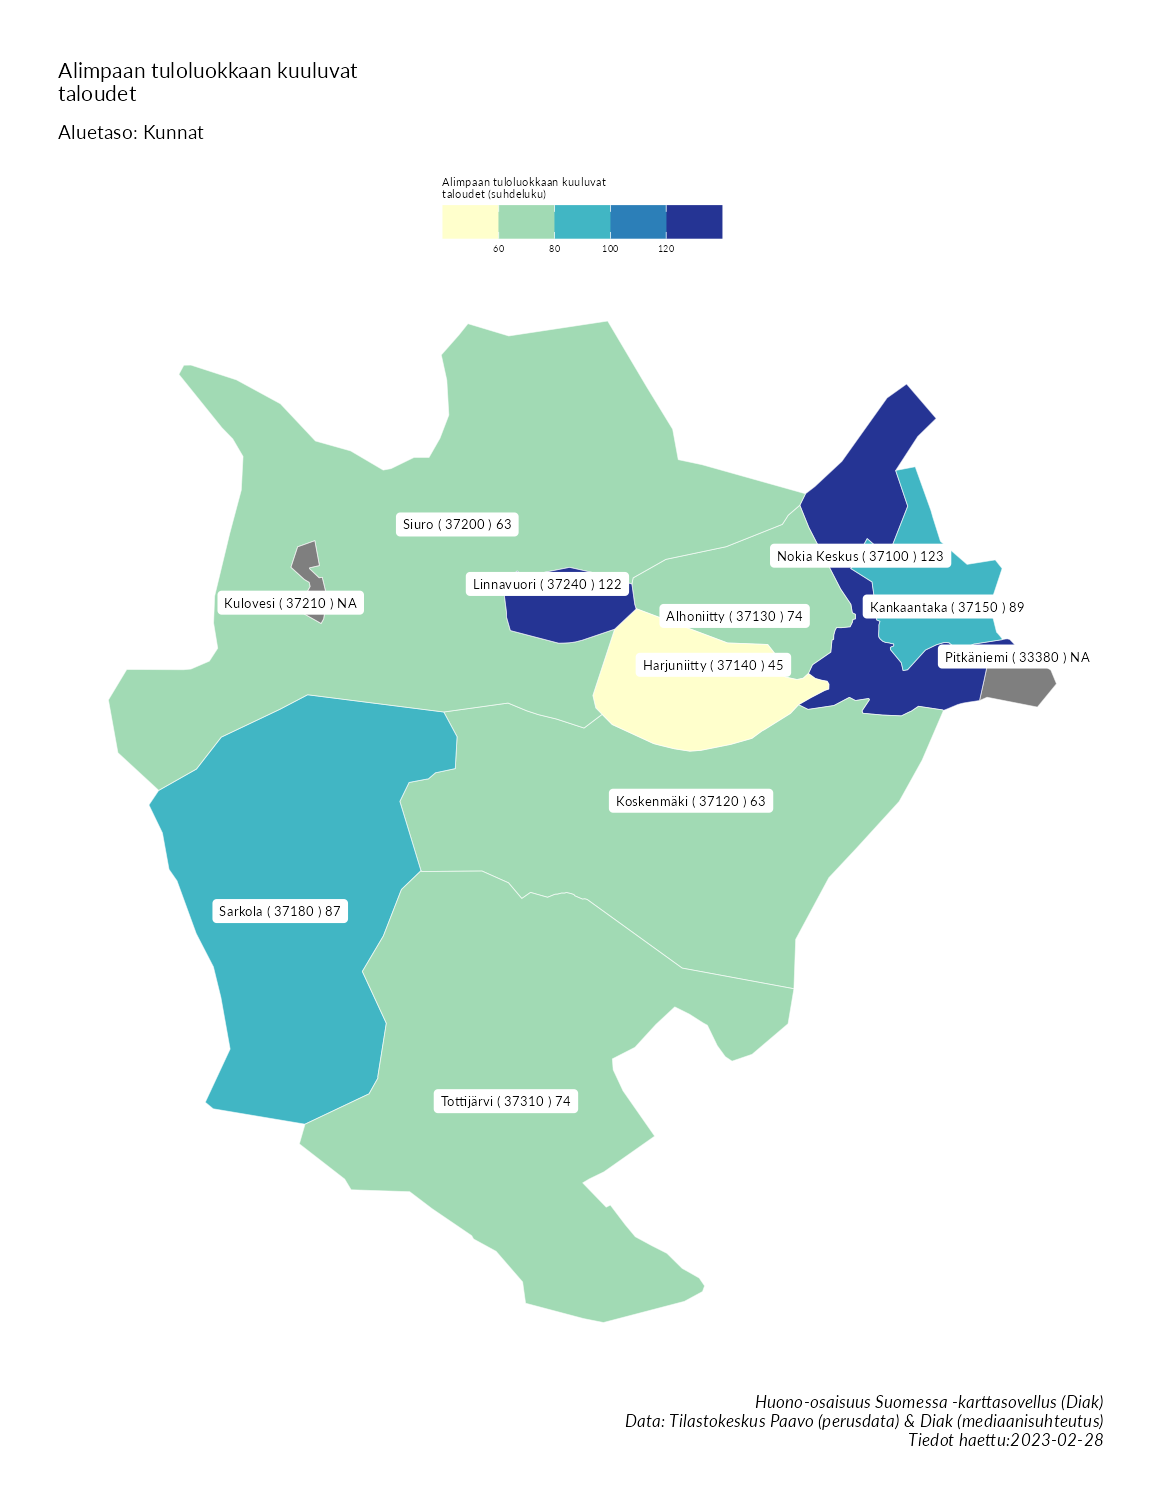 Alimpaan tuloluokkaan kuuluvat
taloudet
Aluetaso: Kunnat
Alimpaan tuloluokkaan kuuluvat
taloudet (suhdeluku)
60 80 100 120
Siuro ( 37200 ) 63
Nokia Keskus ( 37100 ) 123
Linnavuori ( 37240 ) 122
Kulovesi ( 37210 ) NA
Kankaantaka ( 37150 ) 89
Alhoniitty ( 37130 ) 74
Pitkäniemi ( 33380 ) NA
Harjuniitty ( 37140 ) 45
Koskenmäki ( 37120 ) 63
Sarkola ( 37180 ) 87
Tottijärvi ( 37310 ) 74
Huono-osaisuus Suomessa -karttasovellus (Diak)
Data: Tilastokeskus Paavo (perusdata) & Diak (mediaanisuhteutus)
Tiedot haettu:2023-02-28